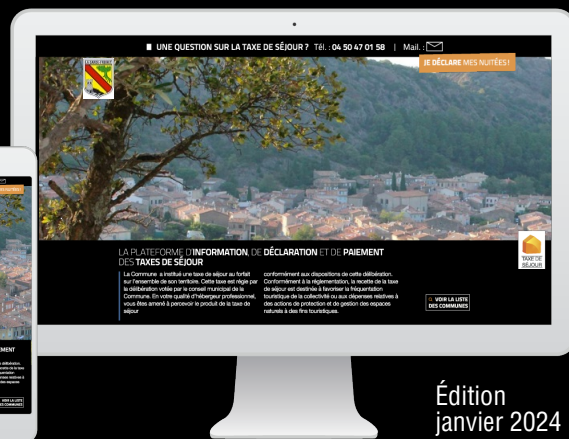 UNE QUESTION SUR LA TAXE DE SÉJOUR ? Tél. : 04 50 47 01 58 | Mail. :
JE DÉCLARE MES NUITÉES !
LA PLATEFORME D'INFORMATION, DE DÉCLARATION ET DE PAIEMENT
DES TAXES DE SÉJOUR
La Commune a institué une taxe de séjour au forfait
sur l'ensemble de son territoire. Cette taxe est régie par
la délibération votée par le conseil municipal de la
Commune. En votre qualité d'hébergeur professionnel,
vous êtes amené à percevoir le produit de la taxe de
séjour
conformément aux dispositions de cette délibération.
Conformément à la réglementation, la recette de la taxe
de séjour est destinée à favoriser la fréquentation
touristique de la collectivité ou aux dépenses relatives à
des actions de protection et de gestion des espaces
naturels à des fins touristiques.
TAXE DE
SÉJOUR
VOIR LA LISTE
DES COMMUNES
EMENT
VOIR LA LISTE
DES COMMUNES
Édition
janvier 2024